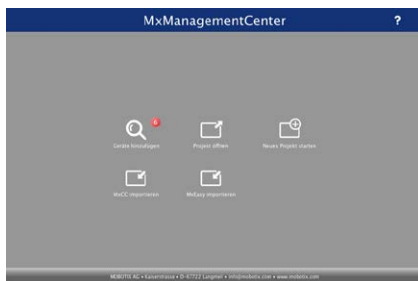 MxManagementCenter ?
6
Geräte hinzufügen Projekt öffnen Neues Projekt starten
MxCC importieren MxEasy importieren
MOBOTIX AG • Kaiserstrasse • D-67722 Langmeil • info@mobotix.com • www.mobotix.com